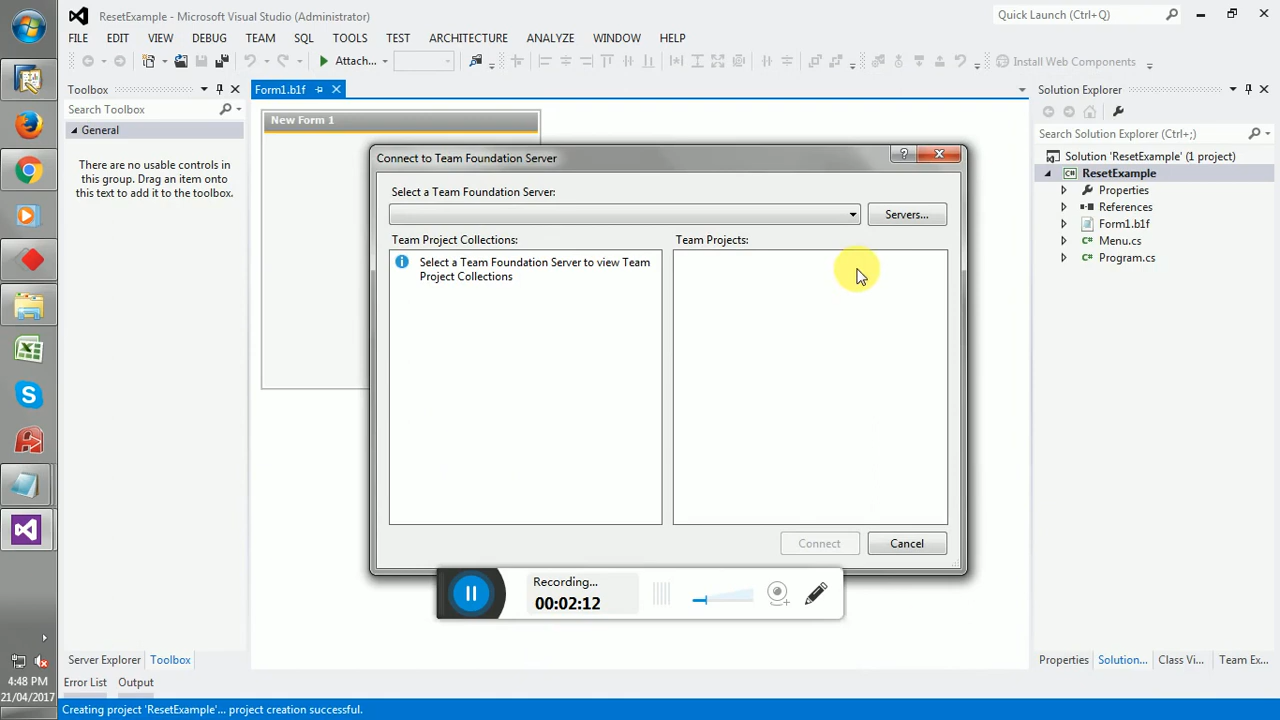 ResetExample - Microsoft Visual Studio (Administrator)
Quick Launch (Ctrl+Q)
FILE EDIT VIEW DEBUG TEAM SQL TOOLS TEST ARCHITECTURE ANALYZE WINDOW HELP
Attach...
Install Web Components
Toolbox
Search Toolbox
General
There are no usable controls in
this group. Drag an item onto
this text to add it to the toolbox.
Form1.b1f
New Form 1
Connect to Team Foundation Server
?
Select a Team Foundation Server:
Servers...
Team Project Collections:
Team Projects:
Select a Team Foundation Server to view Team
Project Collections
Connect
Cancel
Recording...
00:02:12
Solution Explorer
Search Solution Explorer (Ctrl+;)
Solution 'ResetExample' (1 project)
C# ResetExample
Properties
References
Form1.b1f
C# Menu.cs
C# Program.cs
Server Explorer
Toolbox
Properties
Solution...
Class Vi...
Team Ex...
Error List
Output
Creating project 'ResetExample'... project creation successful.
4:48 PM
21/04/2017